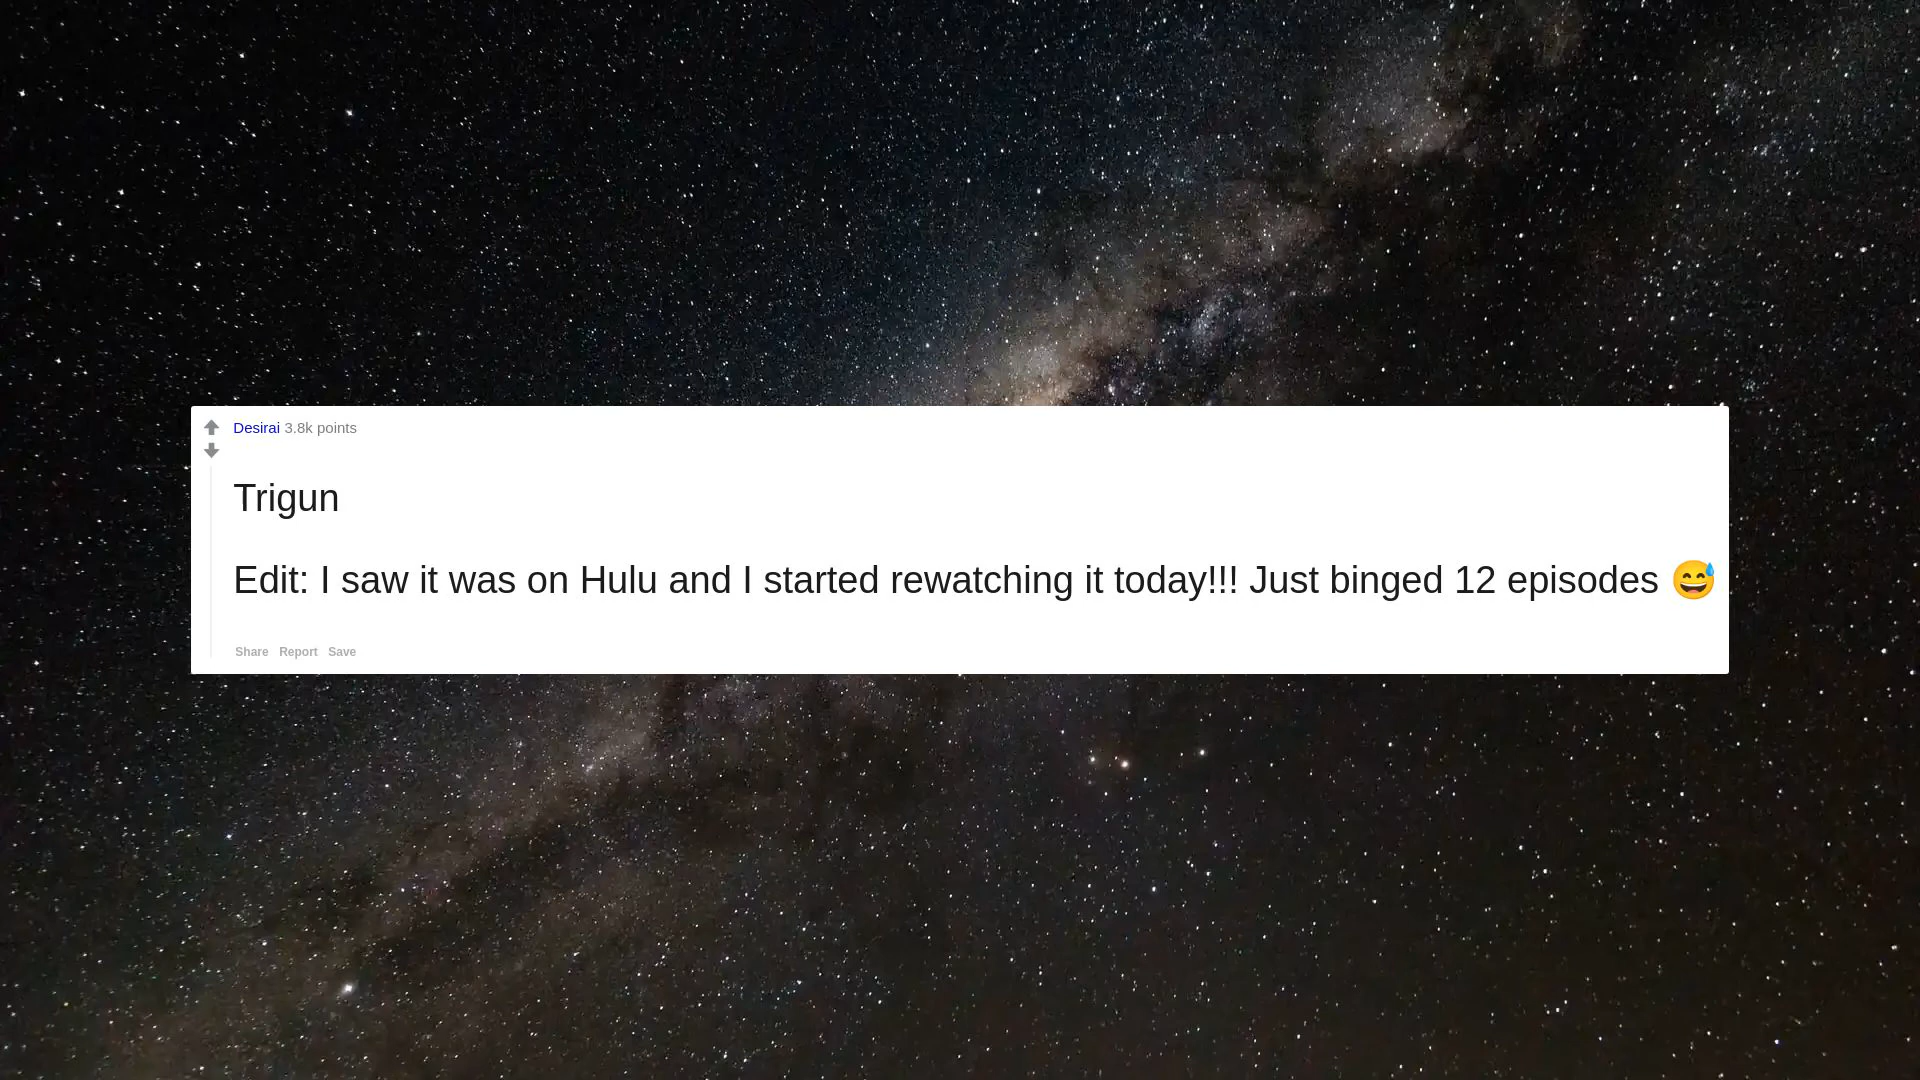 Desirai 3.8k points
Trigun
Edit: I saw it was on Hulu and I started rewatching it today!!! Just binged 12 episodes 😅
Share Report Save